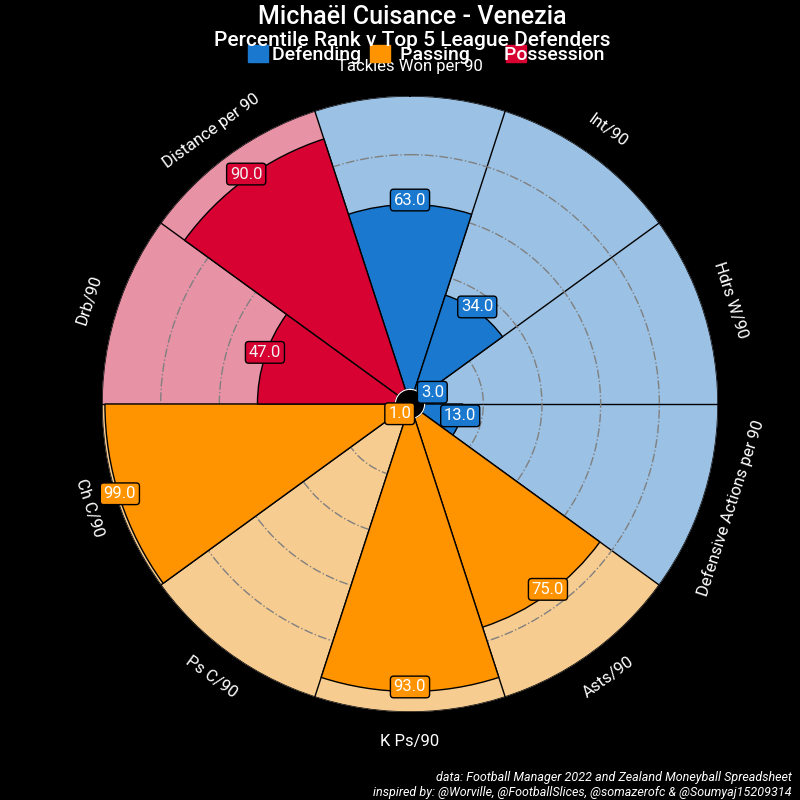 Michaël Cuisance - Venezia
Percentile Rank v Top 5 League Defenders
Defending Passing Possession
Tackles Won per 90
Distance per 90
Int/90
90.0
63.0
Drb/90
Hdrs W/90
34.0
47.0
3.0
1.0
13.0
99.0
Ch C/90
Defensive Actions per 90
75.0
Ps C/90
Asts/90
93.0
K Ps/90
data: Football Manager 2022 and Zealand Moneyball Spreadsheet
inspired by: @Worville, @FootballSlices, @somazerofc & @Soumyaj15209314